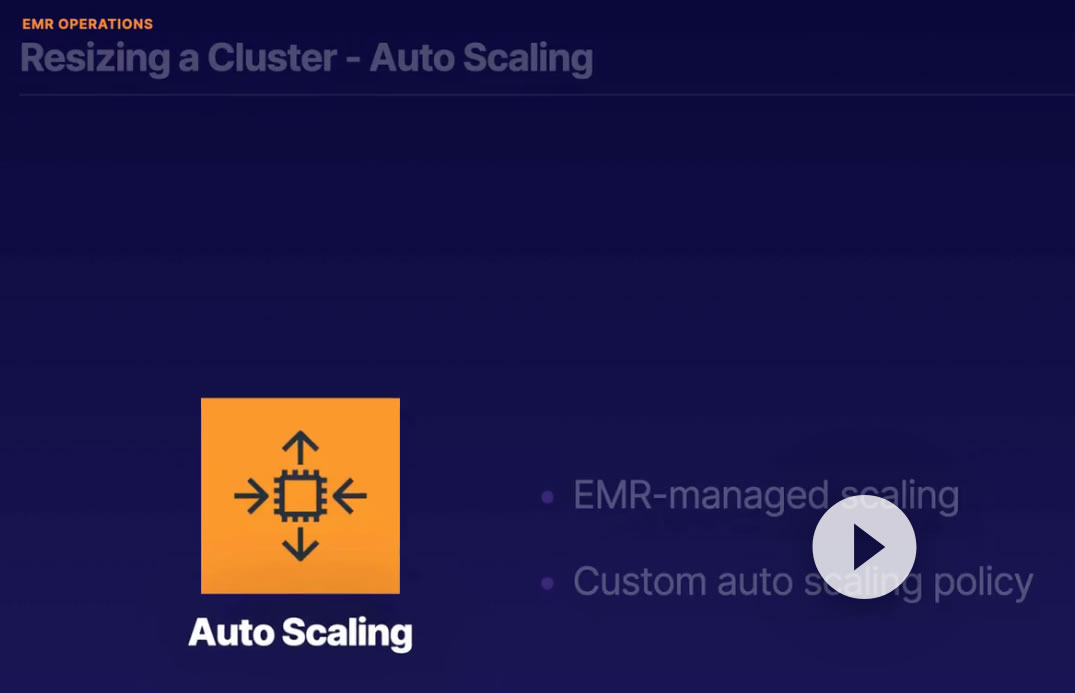 EMR OPERATIONS
Resizing a Cluster - Auto Scaling
EMR-managed scaling
Custom auto scaling policy
Auto Scaling